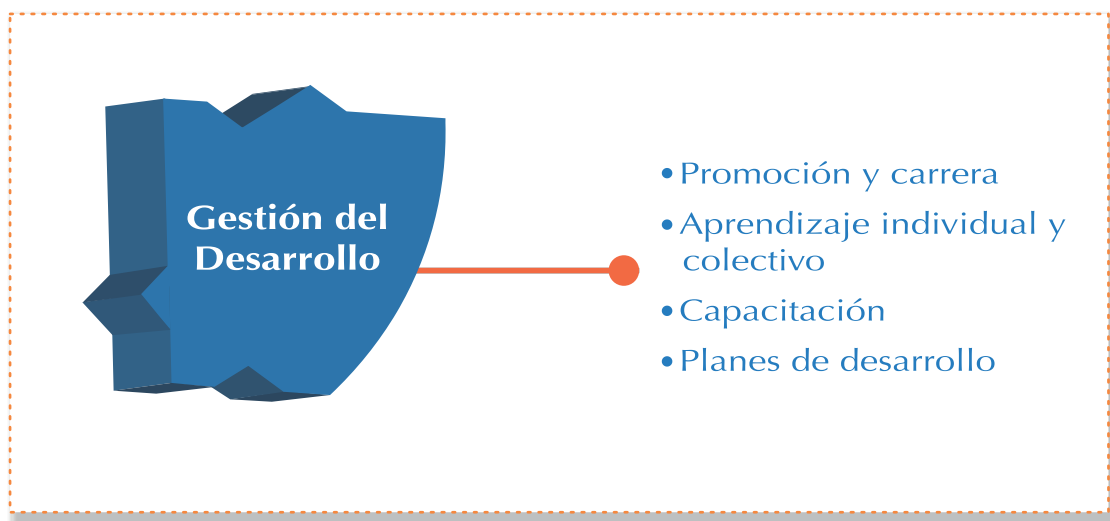 Gestión del
Desarrollo
• Promoción y carrera
• Aprendizaje individual y
colectivo
• Capacitación
• Planes de desarrollo